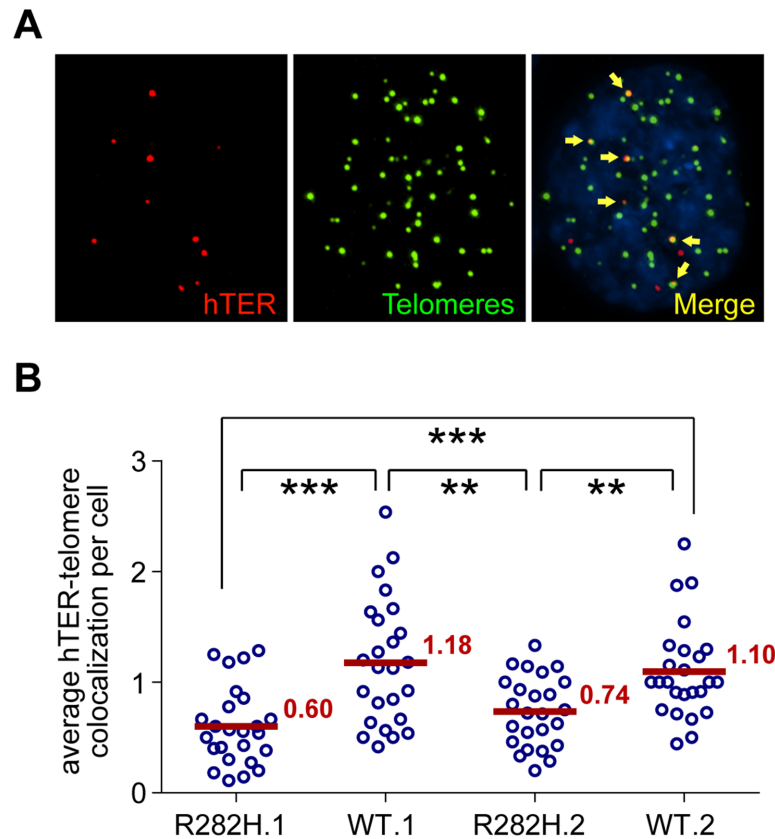 A
hTER
Telomeres
Merge
B
average hTER-telomere
colocalization per cell
3
2
1
0
***
***
**
**
0.60
1.18
0.74
1.10
R282H.1
WT.1
R282H.2
WT.2